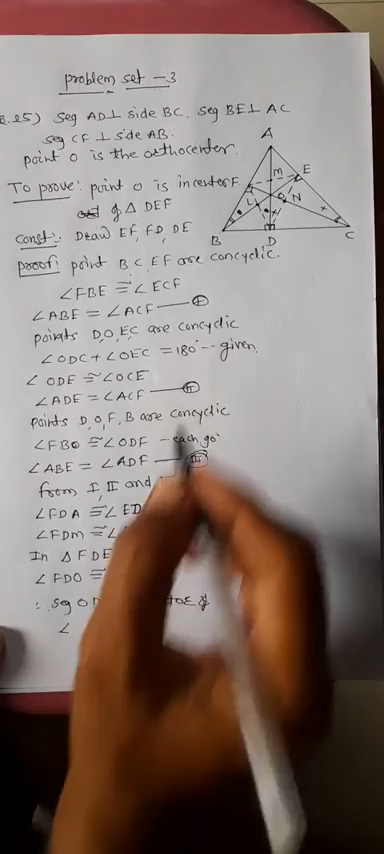 problem set -3
Q.25) seg AD⊥ side BC. seg BE⊥ AC
seg CF ⊥ side AB.
point O is the orthocenter.
To prove: point O is incenter
of Δ DEF
Const:- Draw EF, FD, DE
proof: point B C, E F are concyclic.
∠FBE ≅ ∠ECF
∠ABE = ∠ACF — I
points D,O,E,C are concyclic
∠ODC + ∠OEC = 180° -- given.
∠ ODE ≅ ∠OCE
∠ADE = ∠ACF — II
points D, O, F, B are concyclic
∠FBO ≅ ∠ODF - each 90°
∠ABE = ∠ADF — III
from I, II and
∠FDA ≅ ∠ED
∠FDM ≅ ∠
In Δ FDE
∠ FDO ≅
∴ seg OD
∠
A
F
M
E
L
O
N
B
D
C